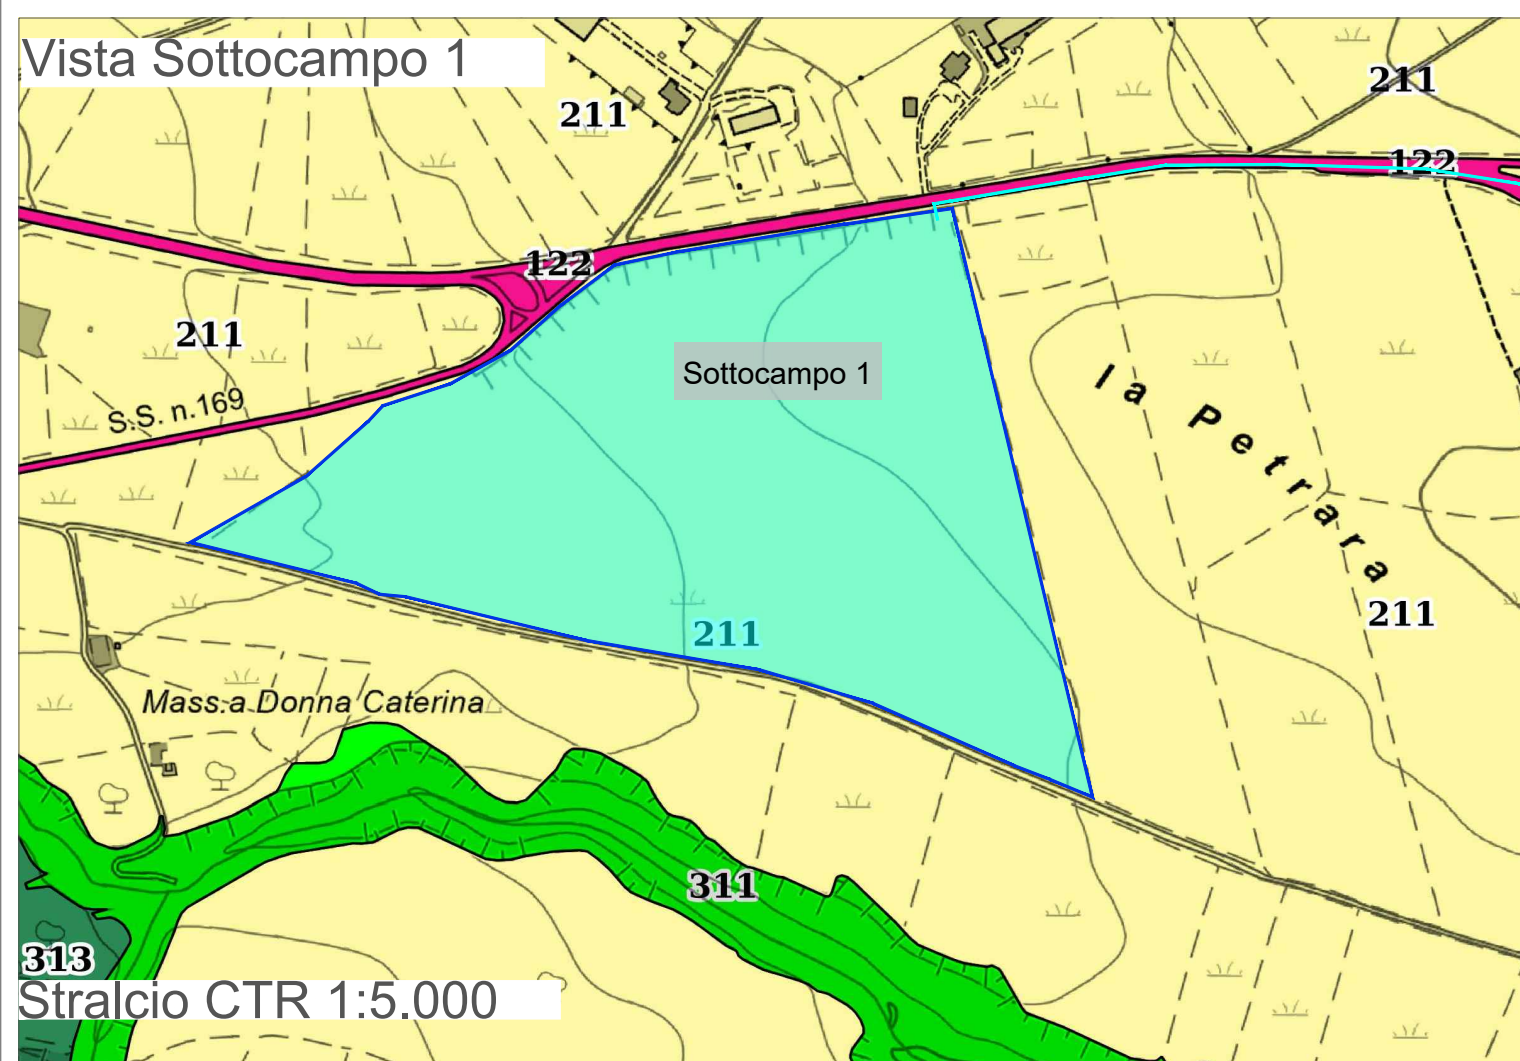 Vista Sottocampo 1
211
211
122
122
211
Sottocampo 1
S.S. n.169
la Petrara
211
211
Mass.a Donna Caterina
311
313
Stralcio CTR 1:5.000